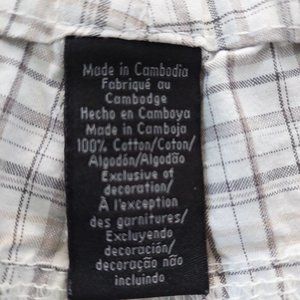 Made in Cambodia
Fabriqué au
Cambodge
Hecho en Camboya
Made in Camboja
100% Cotton/Coton/
Algodón/Algodão
Exclusive of
decoration/
À l'exception
des garnitures/
Excluyendo
decoración/
decoração não
incluindo